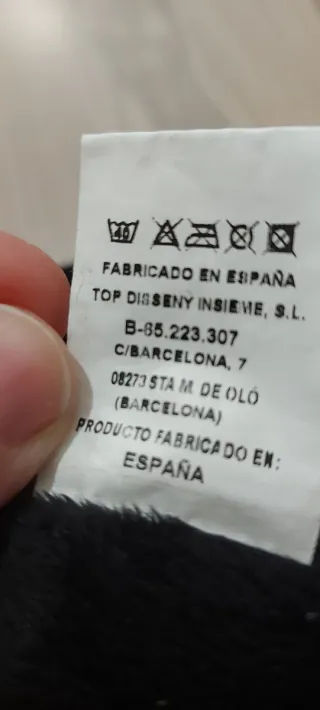 40
FABRICADO EN ESPAÑA
TOP DISSENY INSIEME, S.L.
B-65.223.307
C/BARCELONA, 7
08273 STA M. DE OLÓ
(BARCELONA)
PRODUCTO FABRICADO EN:
ESPAÑA